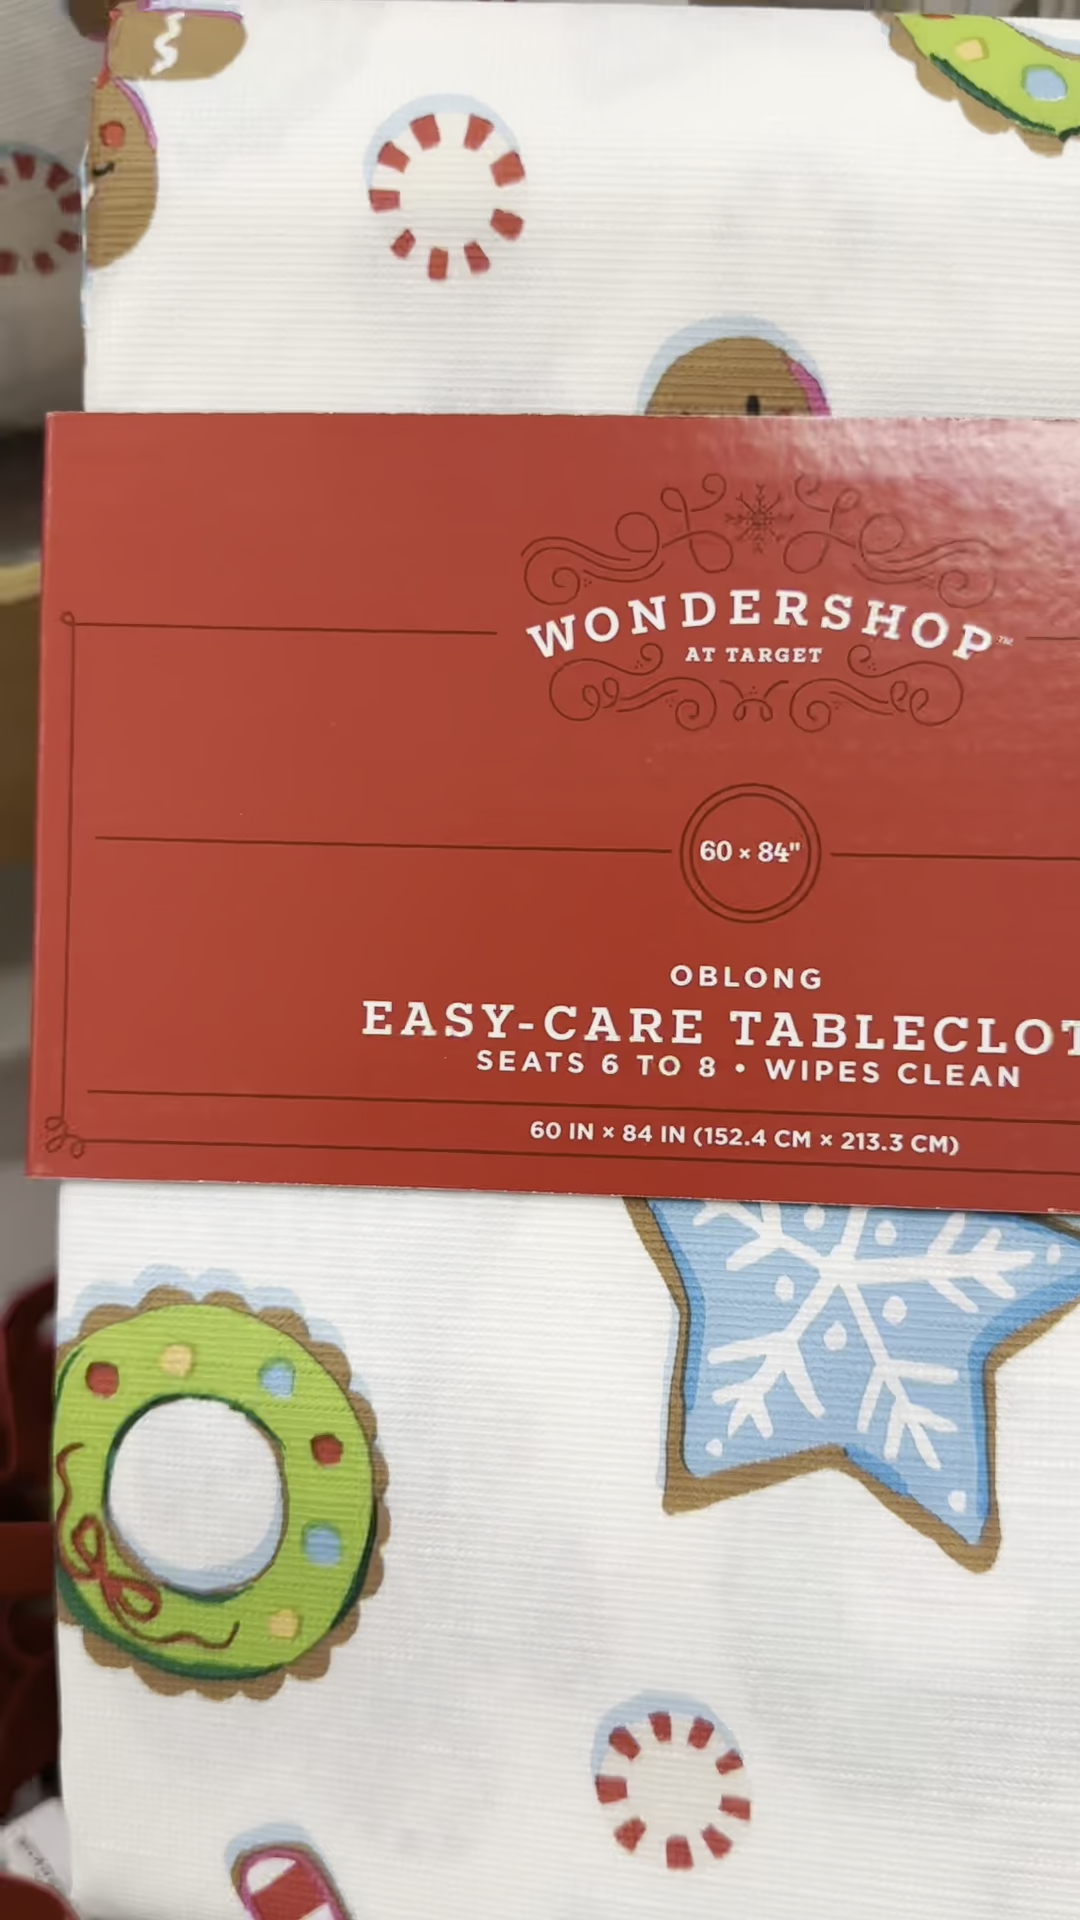 WONDERSHOP™
AT TARGET
60 × 84"
OBLONG
EASY-CARE TABLECLOT
SEATS 6 TO 8 • WIPES CLEAN
60 IN × 84 IN (152.4 CM × 213.3 CM)